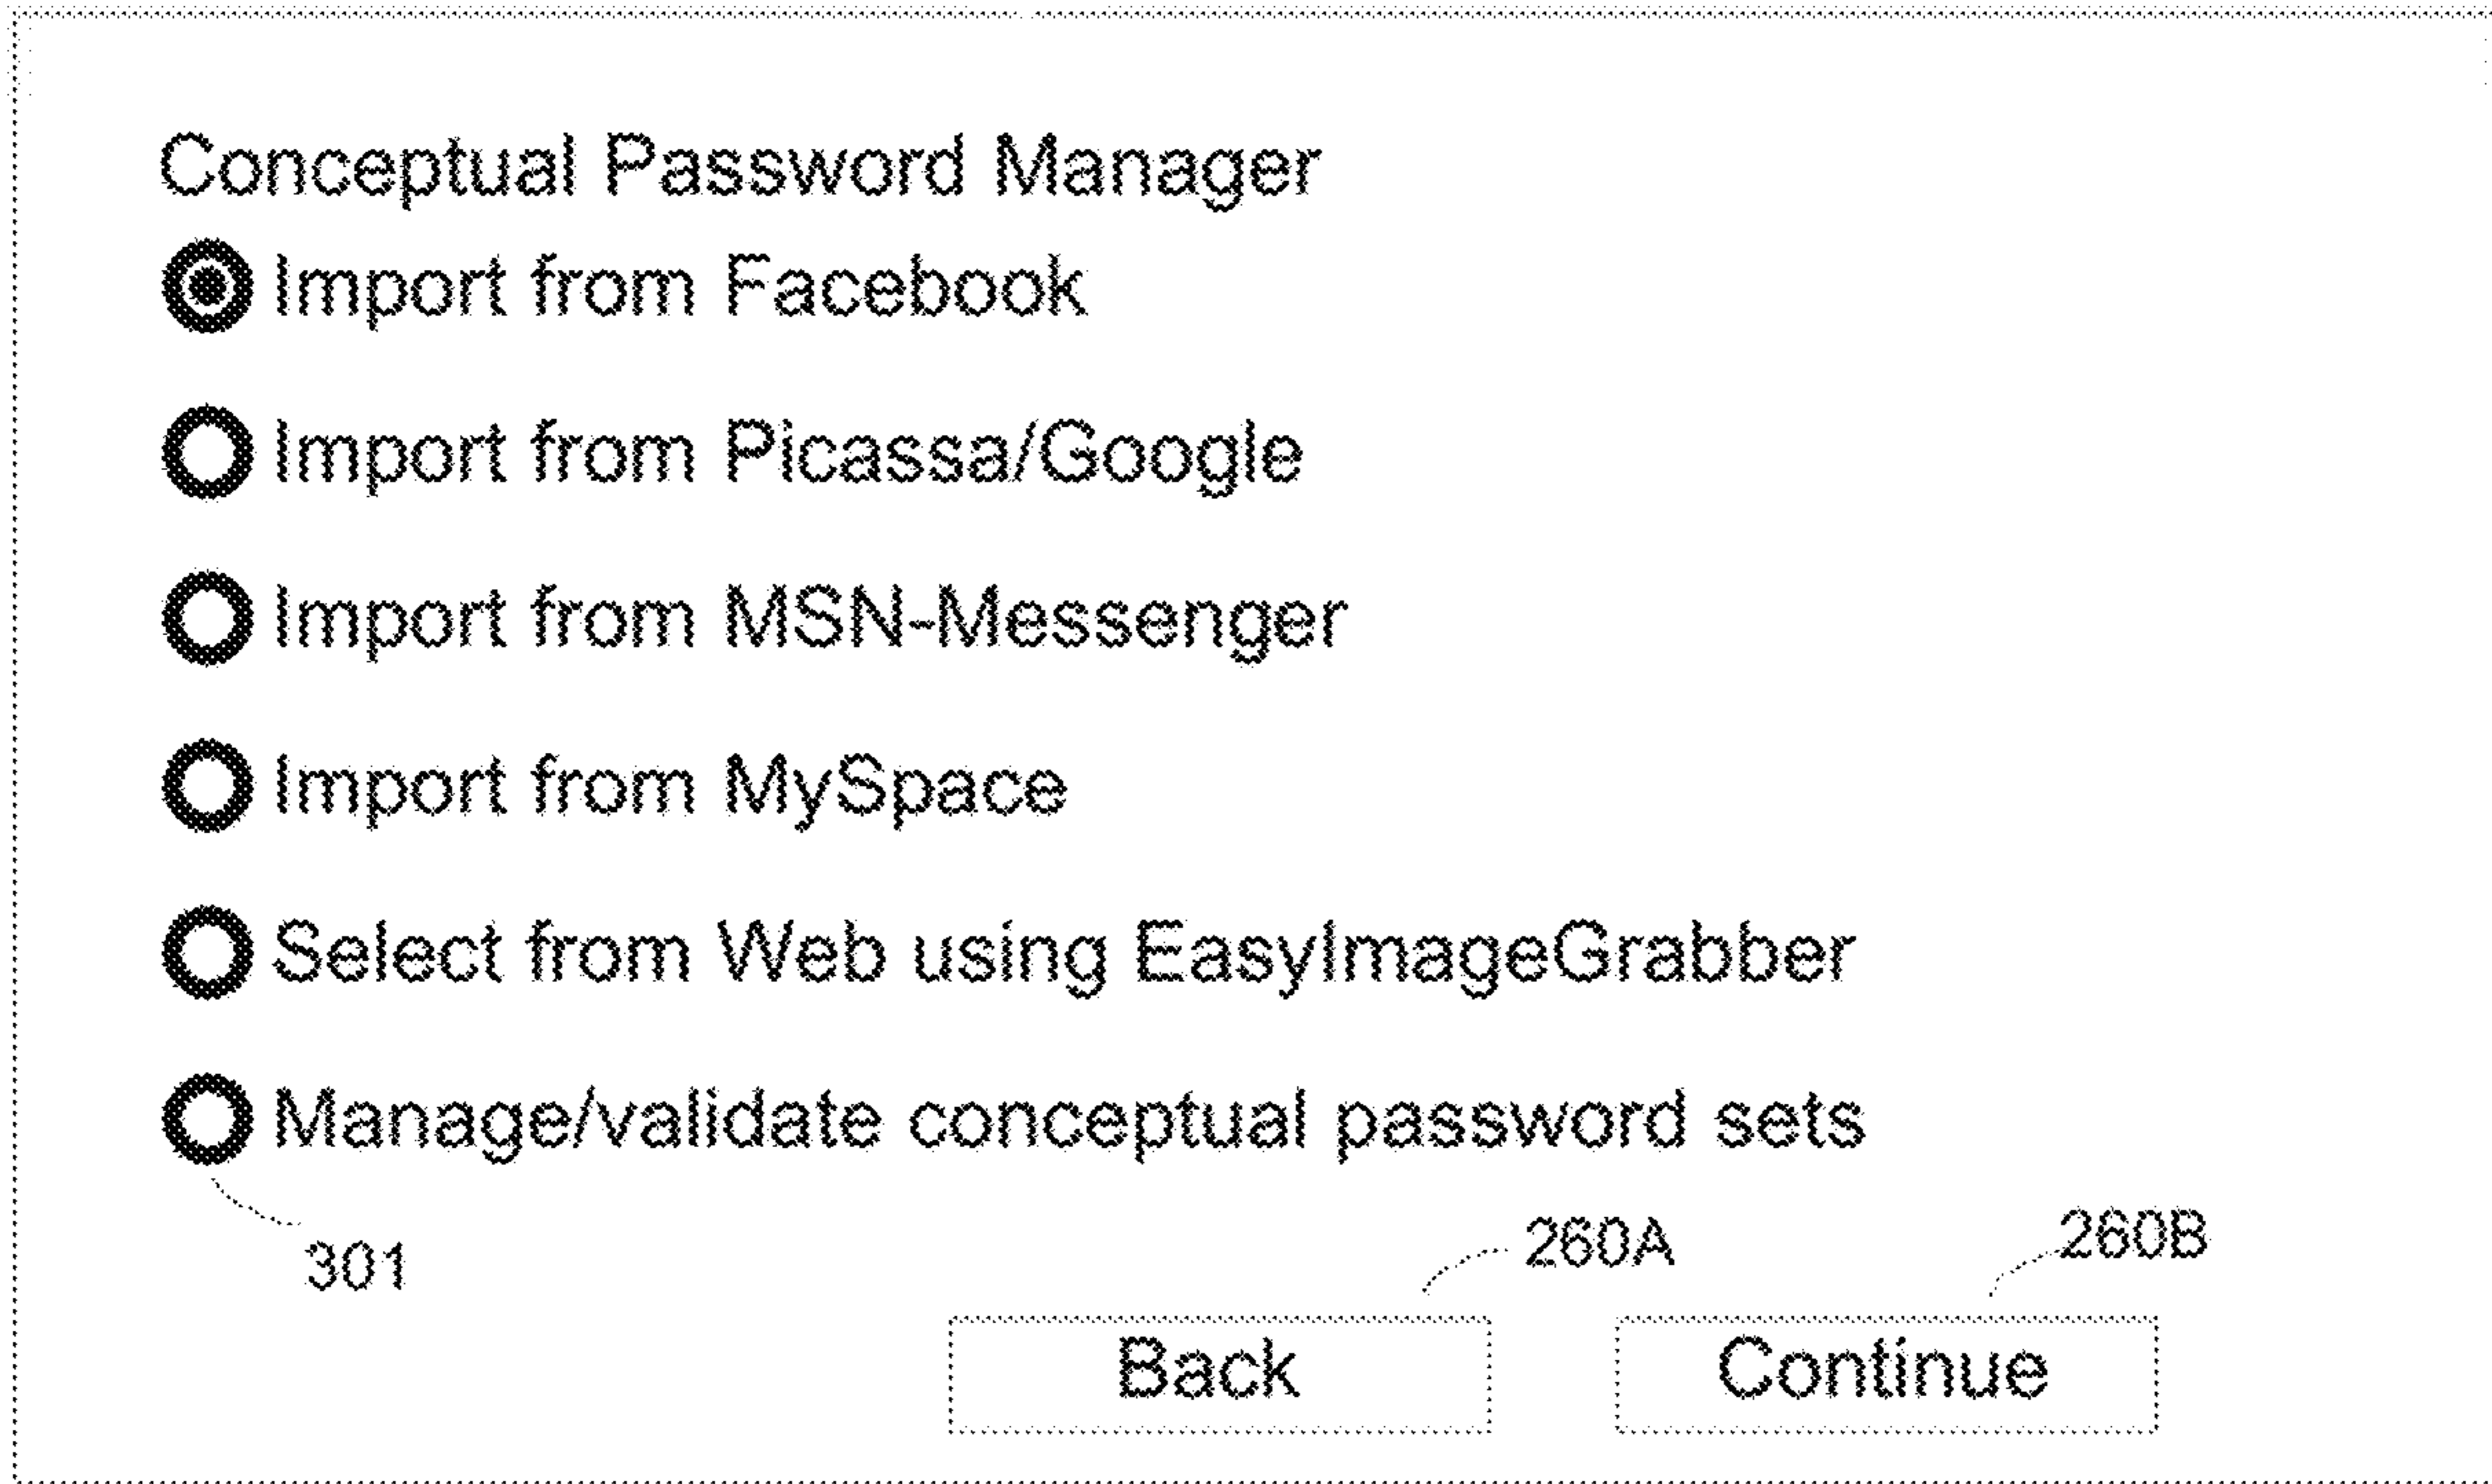 Conceptual Password Manager
Import from Facebook
Import from Picassa/Google
Import from MSN-Messenger
Import from MySpace
Select from Web using EasyImageGrabber
Manage/validate conceptual password sets
301
260A
260B
Back
Continue